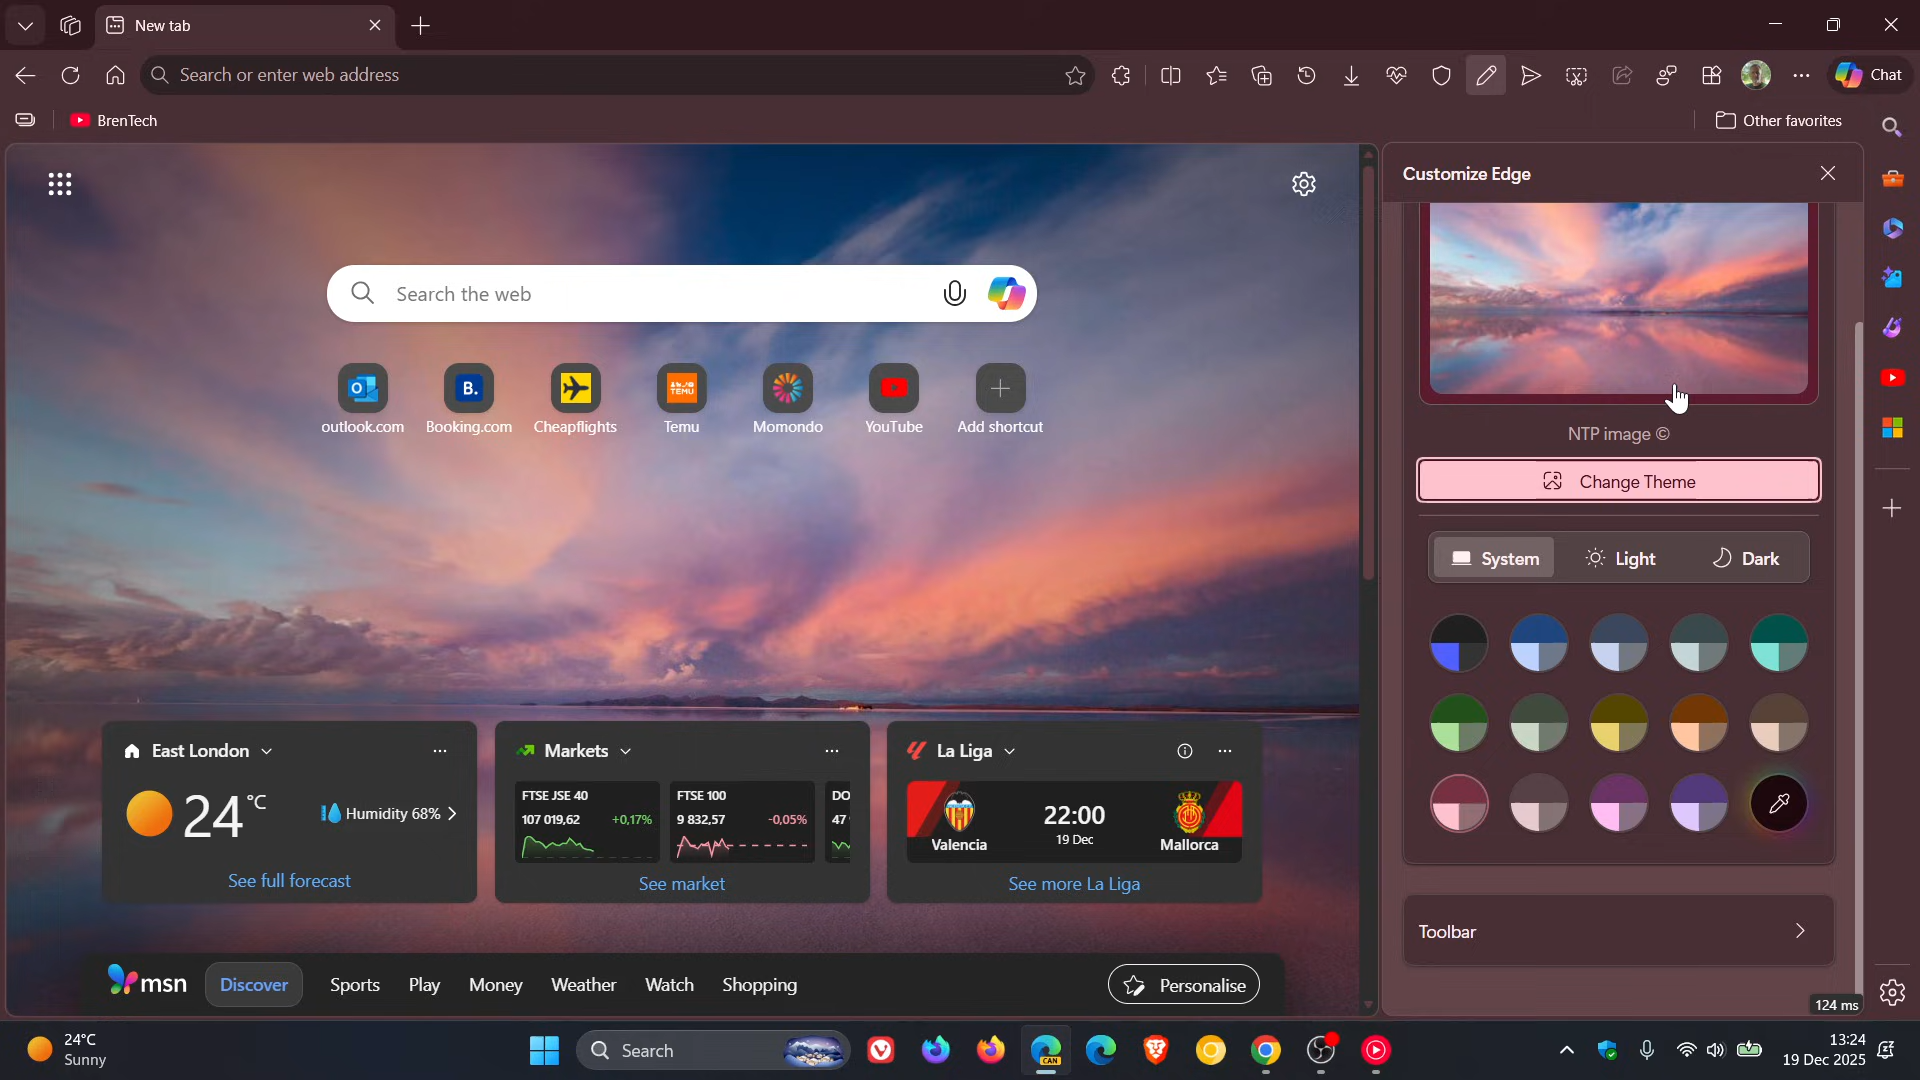 New tab
Search or enter web address
Chat
BrenTech
Other favorites
Customize Edge
Search the web
outlook.com
Booking.com
Cheapflights
Temu
Momondo
YouTube
Add shortcut
NTP image ©
Change Theme
System
Light
Dark
Toolbar
East London
24°C
Humidity 68%
See full forecast
Markets
FTSE JSE 40
107 019,62 +0,17%
FTSE 100
9 832,57 -0,05%
DO
47
See market
La Liga
Valencia
22:00
19 Dec
Mallorca
See more La Liga
msn
Discover
Sports
Play
Money
Weather
Watch
Shopping
Personalise
124 ms
24°C
Sunny
Search
CAN
13:24
19 Dec 2025